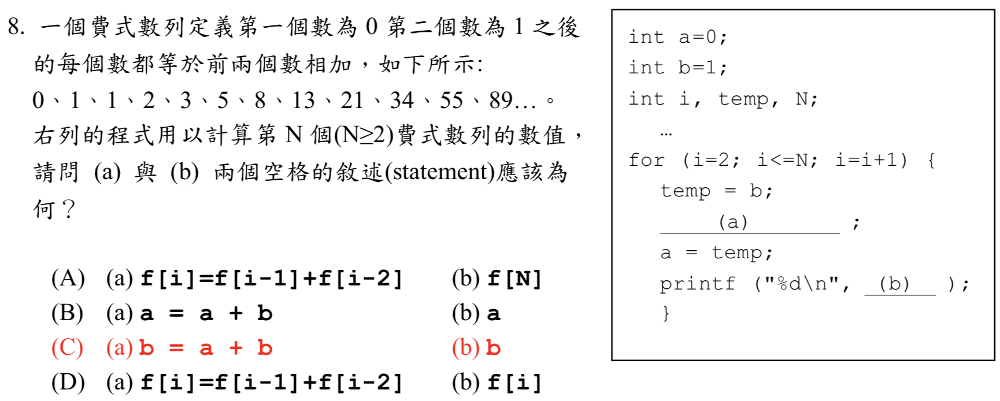 8. 一個費式數列定義第一個數為 0 第二個數為 1 之後
的每個數都等於前兩個數相加，如下所示:
0、1、1、2、3、5、8、13、21、34、55、89…。
右列的程式用以計算第 N 個(N≥2)費式數列的數值，
請問 (a) 與 (b) 兩個空格的敘述(statement)應該為
何？
(A) (a) f[i]=f[i-1]+f[i-2] (b) f[N]
(B) (a) a = a + b (b) a
(C) (a) b = a + b (b) b
(D) (a) f[i]=f[i-1]+f[i-2] (b) f[i]
int a=0;
int b=1;
int i, temp, N;
…
for (i=2; i<=N; i=i+1) {
temp = b;
(a) ;
a = temp;
printf ("%d\n", (b) );
}